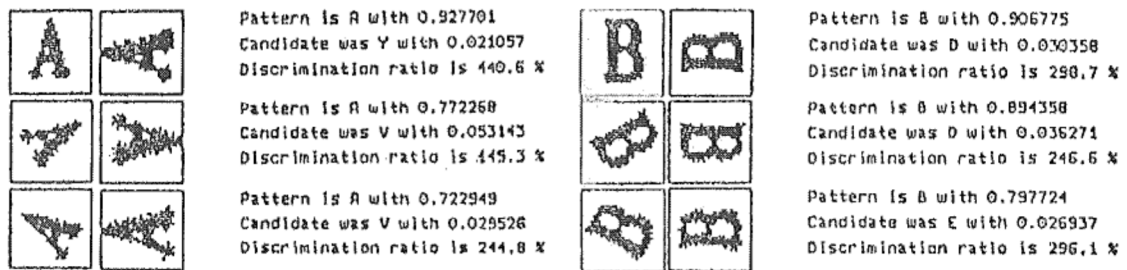 Pattern is A with 0.927701
Candidate was Y with 0.021057
Discrimination ratio is 440.6 %
Pattern is A with 0.772268
Candidate was V with 0.053143
Discrimination ratio is 145.3 %
Pattern is A with 0.722949
Candidate was V with 0.029526
Discrimination ratio is 244.8 %
Pattern is B with 0.906775
Candidate was D with 0.030358
Discrimination ratio is 298.7 %
Pattern is B with 0.894358
Candidate was D with 0.036271
Discrimination ratio is 246.6 %
Pattern is B with 0.797724
Candidate was E with 0.026937
Discrimination ratio is 296.1 %